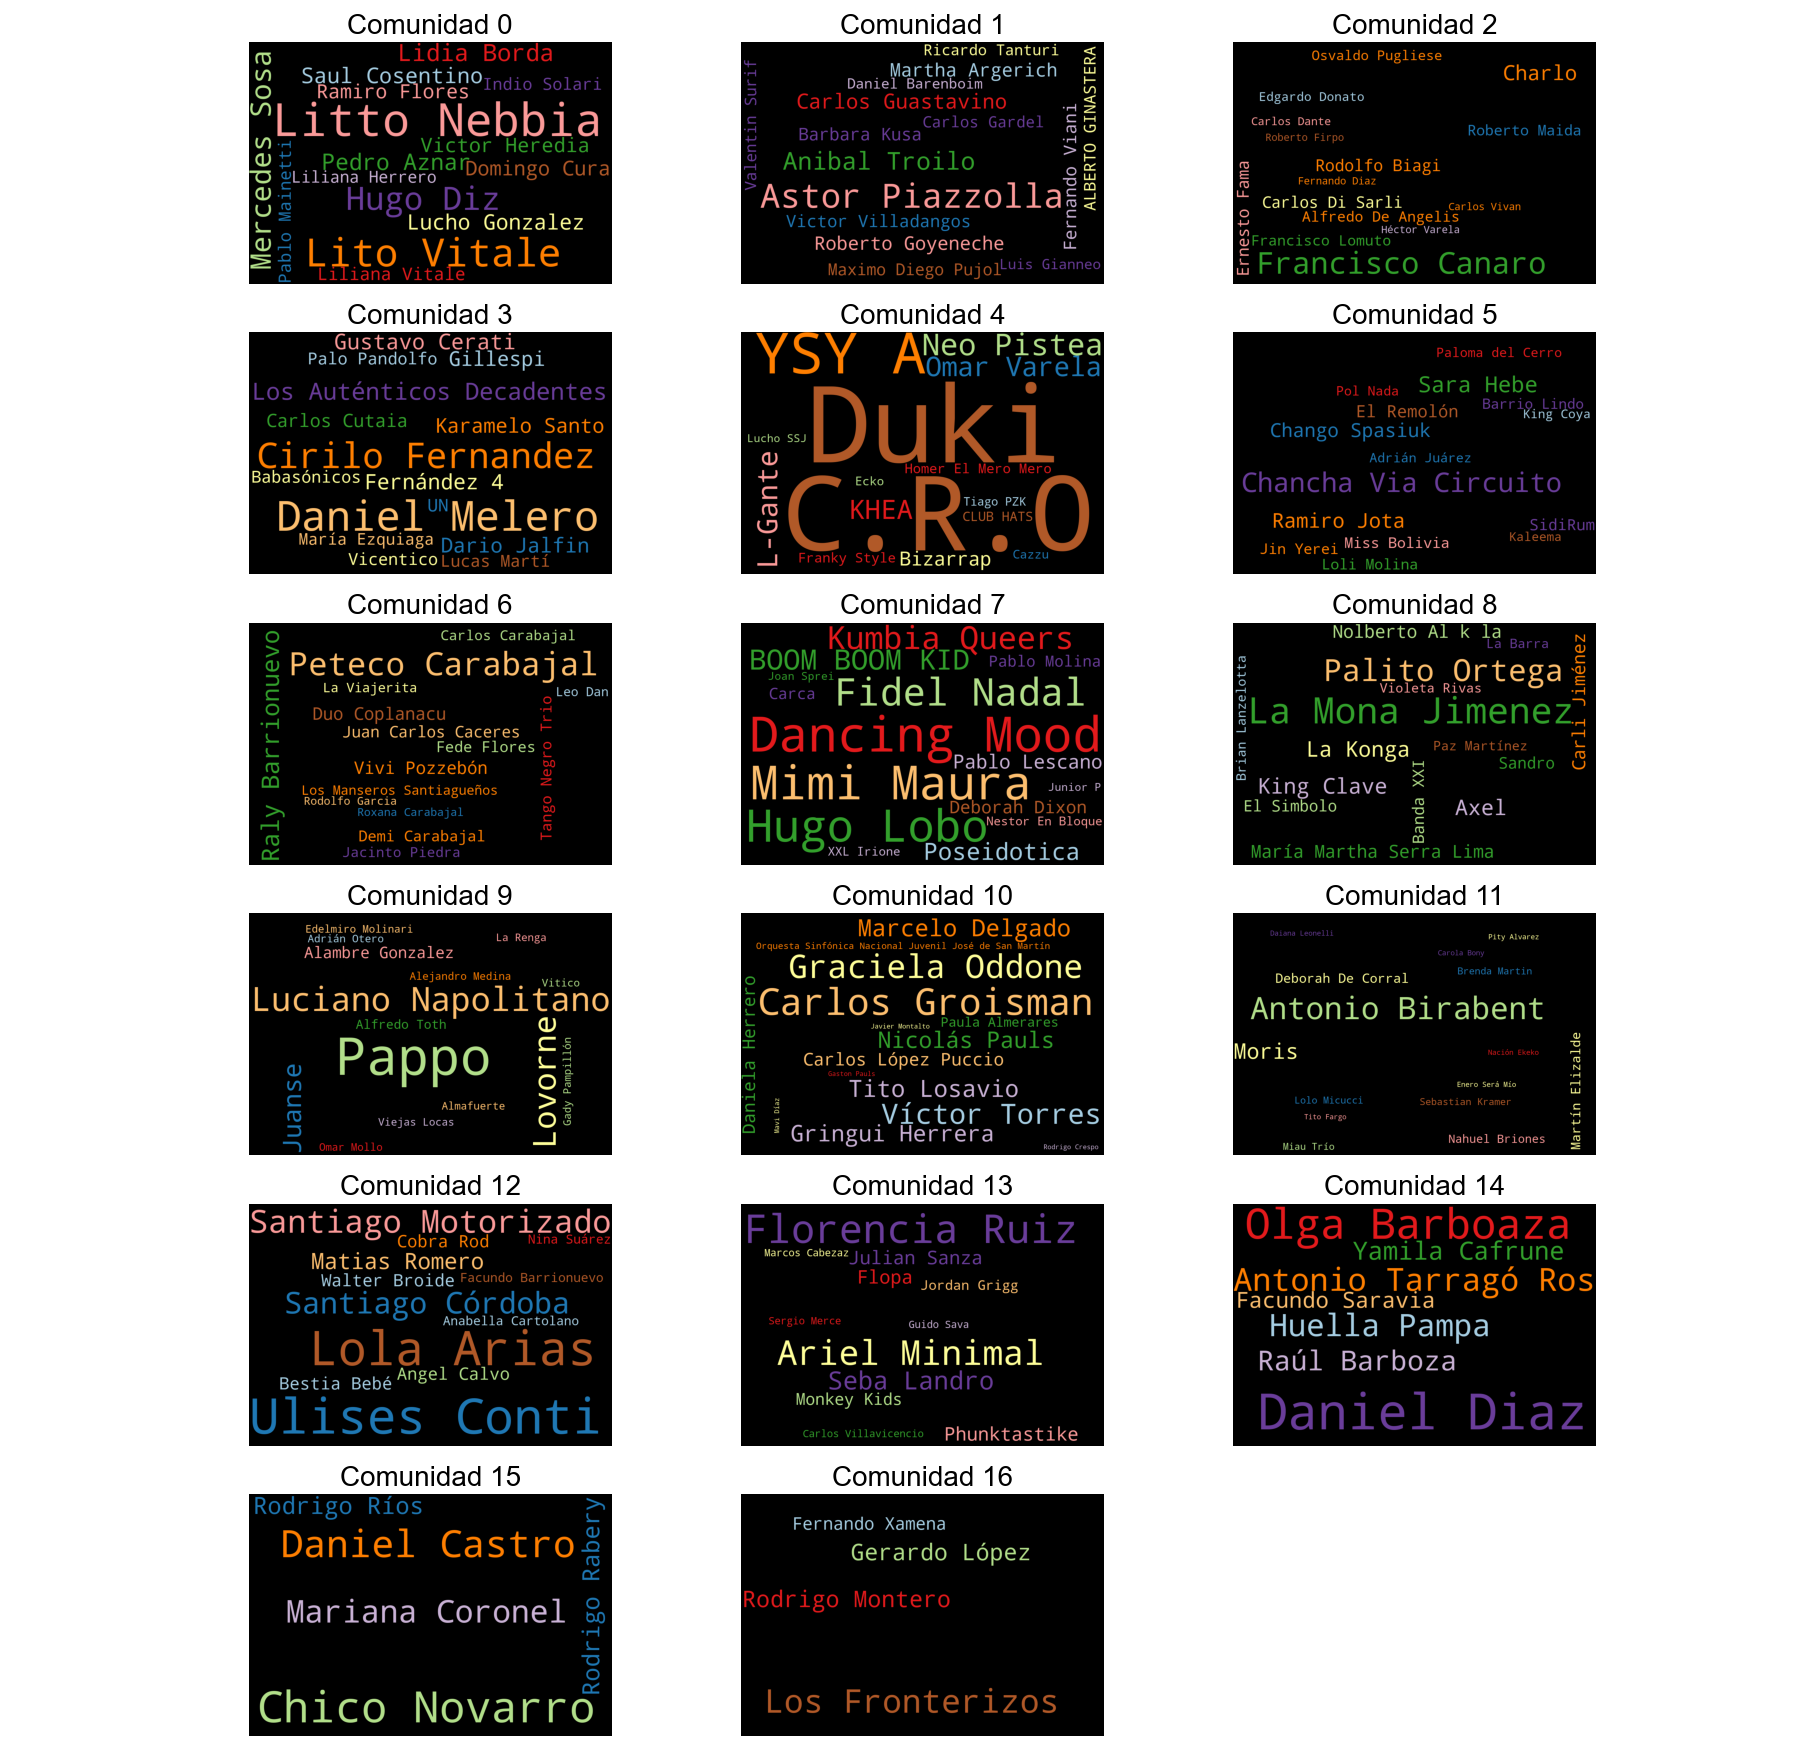 Comunidad 0
Lidia Borda
Saul Cosentino
Indio Solari
Ramiro Flores
Litto Nebbia
Mercedes Sosa
Victor Heredia
Pedro Aznar
Domingo Cura
Liliana Herrero
Pablo Mainetti
Hugo Diz
Lucho Gonzalez
Lito Vitale
Liliana Vitale
Comunidad 1
Ricardo Tanturi
Martha Argerich
Daniel Barenboim
Valentin Surif
Carlos Guastavino
Carlos Gardel
Barbara Kusa
Fernando Viani
ALBERTO GINASTERA
Anibal Troilo
Astor Piazzolla
Victor Villadangos
Roberto Goyeneche
Maximo Diego Pujol
Luis Gianneo
Comunidad 2
Osvaldo Pugliese
Charlo
Edgardo Donato
Carlos Dante
Roberto Maida
Roberto Firpo
Rodolfo Biagi
Fernando Diaz
Ernesto Fama
Carlos Di Sarli
Carlos Vivan
Alfredo De Angelis
Héctor Varela
Francisco Lomuto
Francisco Canaro
Comunidad 3
Gustavo Cerati
Palo Pandolfo
Gillespi
Los Auténticos Decadentes
Carlos Cutaia
Karamelo Santo
Cirilo Fernandez
Babasónicos
Fernández 4
Daniel Melero
UN
María Ezquiaga
Dario Jalfin
Vicentico
Lucas Martí
Comunidad 4
YSY A
Neo Pistea
Omar Varela
Duki
Lucho SSJ
Homer El Mero Mero
L-Gante
Ecko
C.R.O
KHEA
Tiago PZK
CLUB HATS
Franky Style
Bizarrap
Cazzu
Comunidad 5
Paloma del Cerro
Sara Hebe
Pol Nada
Barrio Lindo
El Remolón
King Coya
Chango Spasiuk
Adrián Juárez
Chancha Via Circuito
Ramiro Jota
SidiRum
Kaleema
Jin Yerei
Miss Bolivia
Loli Molina
Comunidad 6
Carlos Carabajal
Raly Barrionuevo
Peteco Carabajal
La Viajerita
Leo Dan
Duo Coplanacu
Juan Carlos Caceres
Fede Flores
Tango Negro Trio
Vivi Pozzebón
Los Manseros Santiagueños
Rodolfo Garcia
Roxana Carabajal
Demi Carabajal
Jacinto Piedra
Comunidad 7
Kumbia Queers
BOOM BOOM KID
Pablo Molina
Joan Sprei
Carca
Fidel Nadal
Dancing Mood
Pablo Lescano
Mimi Maura
Junior P
Deborah Dixon
Hugo Lobo
Nestor En Bloque
XXL Irione
Poseidotica
Comunidad 8
Nolberto Al k la
La Barra
Carli Jiménez
Brian Lanzelotta
Palito Ortega
Violeta Rivas
La Mona Jimenez
La Konga
Paz Martínez
Sandro
King Clave
Banda XXI
El Simbolo
Axel
María Martha Serra Lima
Comunidad 9
Edelmiro Molinari
Adrián Otero
La Renga
Alambre Gonzalez
Alejandro Medina
Vitico
Luciano Napolitano
Alfredo Toth
Pappo
Lovorne
Gady Pampillón
Juanse
Almafuerte
Viejas Locas
Omar Mollo
Comunidad 10
Marcelo Delgado
Orquesta Sinfónica Nacional Juvenil José de San Martín
Graciela Oddone
Carlos Groisman
Daniela Herrero
Javier Montalto
Paula Almerares
Nicolás Pauls
Carlos López Puccio
Gaston Pauls
Tito Losavio
Mavi Díaz
Víctor Torres
Gringui Herrera
Rodrigo Crespo
Comunidad 11
Daiana Leonelli
Pity Alvarez
Carola Bony
Brenda Martin
Deborah De Corral
Antonio Birabent
Moris
Nación Ekeko
Martín Elizalde
Enero Será Mío
Lolo Micucci
Sebastian Kramer
Tito Fargo
Nahuel Briones
Miau Trío
Comunidad 12
Santiago Motorizado
Cobra Rod
Nina Suárez
Matias Romero
Walter Broide
Facundo Barrionuevo
Santiago Córdoba
Anabella Cartolano
Lola Arias
Angel Calvo
Bestia Bebé
Ulises Conti
Comunidad 13
Florencia Ruiz
Marcos Cabezaz
Julian Sanza
Flopa
Jordan Grigg
Sergio Merce
Guido Sava
Ariel Minimal
Seba Landro
Monkey Kids
Carlos Villavicencio
Phunktastike
Comunidad 14
Olga Barboaza
Yamila Cafrune
Antonio Tarragó Ros
Facundo Saravia
Huella Pampa
Raúl Barboza
Daniel Diaz
Comunidad 15
Rodrigo Ríos
Rodrigo Rabery
Daniel Castro
Mariana Coronel
Chico Novarro
Comunidad 16
Fernando Xamena
Gerardo López
Rodrigo Montero
Los Fronterizos